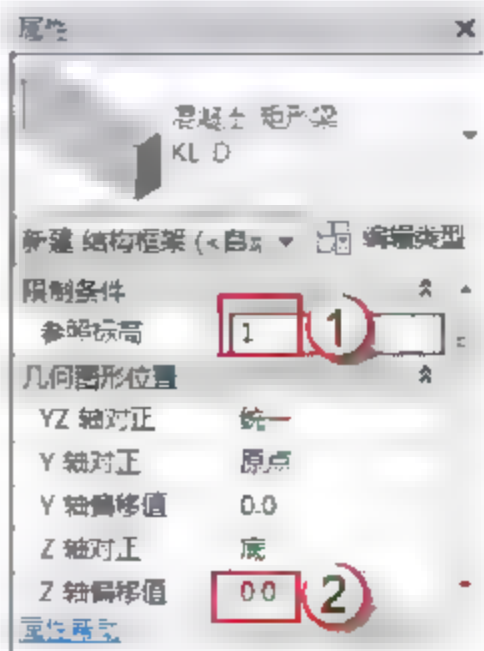 属性
混凝土 矩形梁
KL D
新建 结构框架 (<自 编辑类型
限制条件
参照标高 1 1
几何图形位置
YZ 轴对正 统一
Y 轴对正 原点
Y 轴偏移值 0.0
Z 轴对正 底
Z 轴偏移值 0.0 2
属性帮助